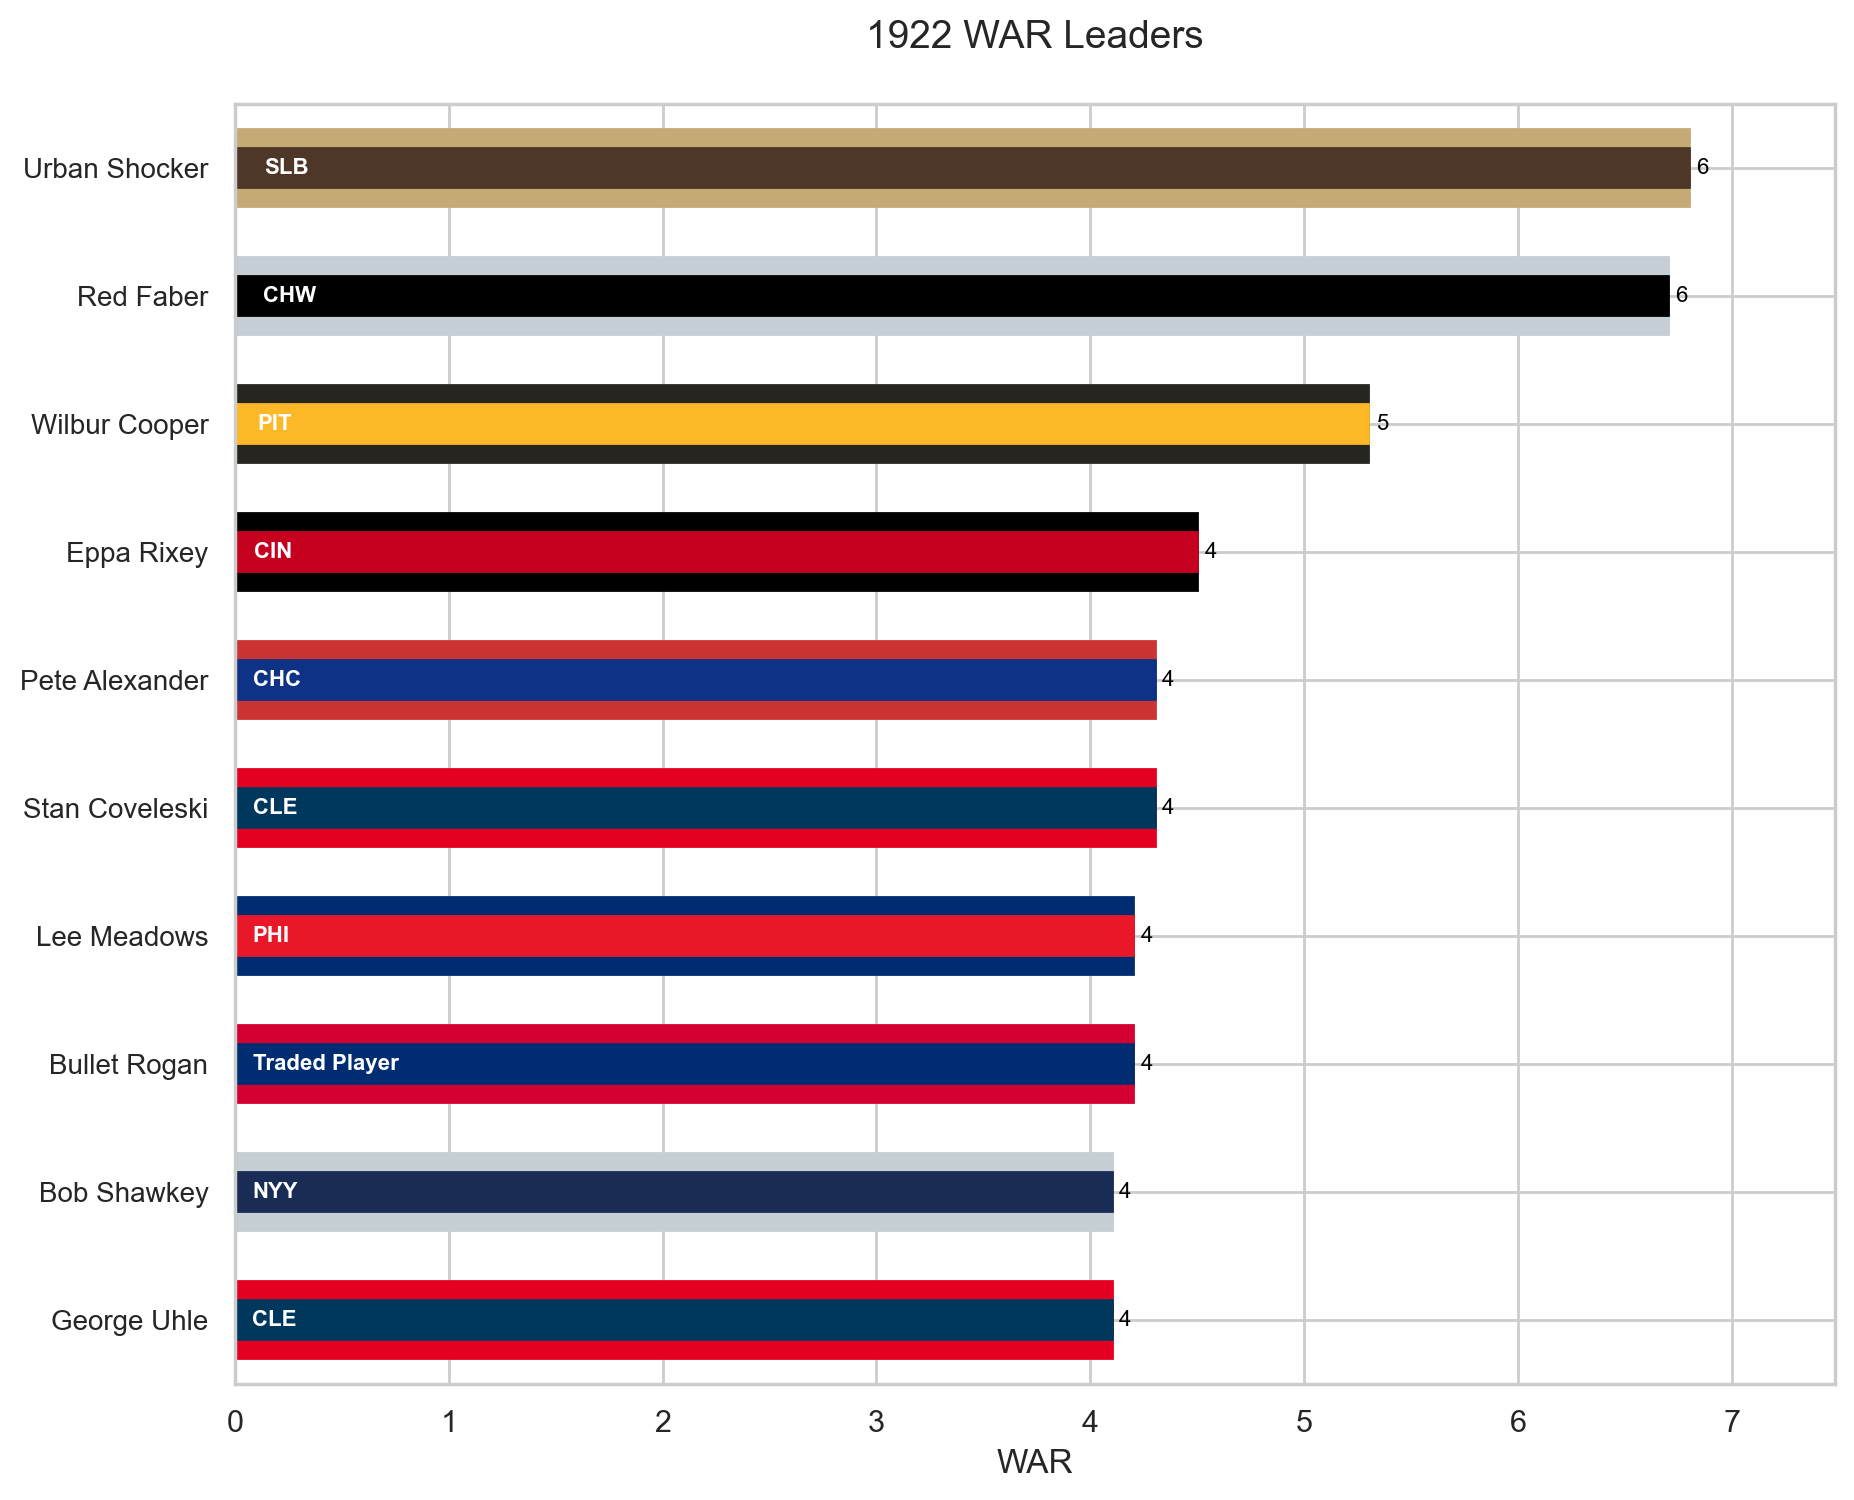 1922 WAR Leaders
Urban Shocker SLB 6
Red Faber CHW 6
Wilbur Cooper PIT 5
Eppa Rixey CIN 4
Pete Alexander CHC 4
Stan Coveleski CLE 4
Lee Meadows PHI 4
Bullet Rogan Traded Player 4
Bob Shawkey NYY 4
George Uhle CLE 4
0 1 2 3 4 5 6 7
WAR